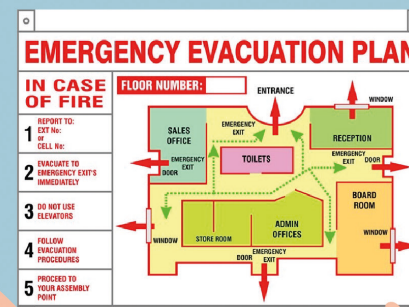 EMERGENCY EVACUATION PLAN
IN CASE
OF FIRE
1 REPORT TO:
EXT No:
or
CELL No:
2 EVACUATE TO
EMERGENCY EXIT'S
IMMEDIATELY
3 DO NOT USE
ELEVATORS
4 FOLLOW
EVACUATION
PROCEDURES
5 PROCEED TO
YOUR ASSEMBLY
POINT
FLOOR NUMBER:
ENTRANCE
WINDOW
SALES
OFFICE
EMERGENCY
EXIT
RECEPTION
TOILETS
EMERGENCY
EXIT
DOOR
EMERGENCY
EXIT
DOOR
BOARD
ROOM
WINDOW
STORE ROOM
ADMIN
OFFICES
WINDOW
DOOR
EMERGENCY
EXIT